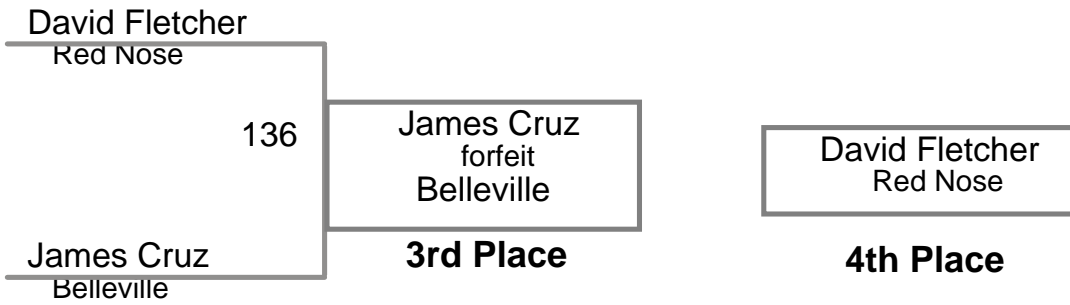 David Fletcher
Red Nose
136
James Cruz
forfeit
Belleville
3rd Place
David Fletcher
Red Nose
4th Place
James Cruz
Belleville